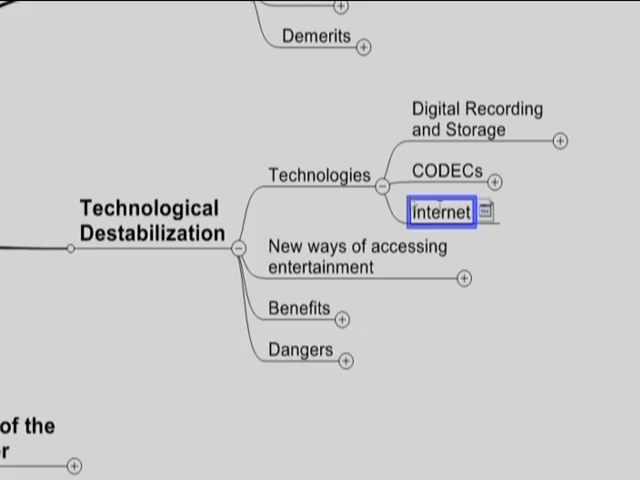 Demerits
Digital Recording
and Storage
Technologies
CODECs
Technological
Destabilization
internet
New ways of accessing
entertainment
Benefits
Dangers
of the
r